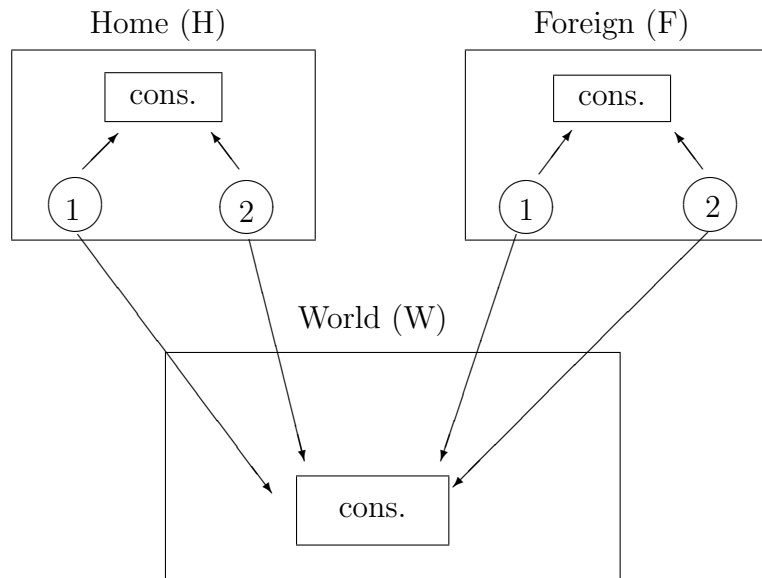 Home (H)
Foreign (F)
cons.
cons.
1
2
1
2
World (W)
cons.